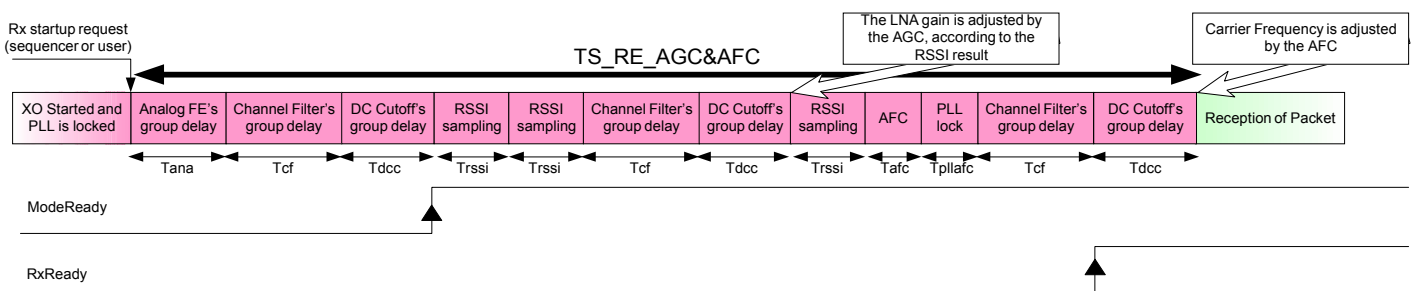 Rx startup request
(sequencer or user)
The LNA gain is adjusted by
the AGC, according to the
RSSI result
Carrier Frequency is adjusted
by the AFC
TS_RE_AGC&AFC
XO Started and
PLL is locked
Analog FE's
group delay
Channel Filter's
group delay
DC Cutoff's
group delay
RSSI
sampling
RSSI
sampling
Channel Filter's
group delay
DC Cutoff's
group delay
RSSI
sampling
AFC
PLL
lock
Channel Filter's
group delay
DC Cutoff's
group delay
Reception of Packet
Tana
Tcf
Tdcc
Trssi
Trssi
Tcf
Tdcc
Trssi
Tafc
Tpllafc
Tcf
Tdcc
ModeReady
RxReady